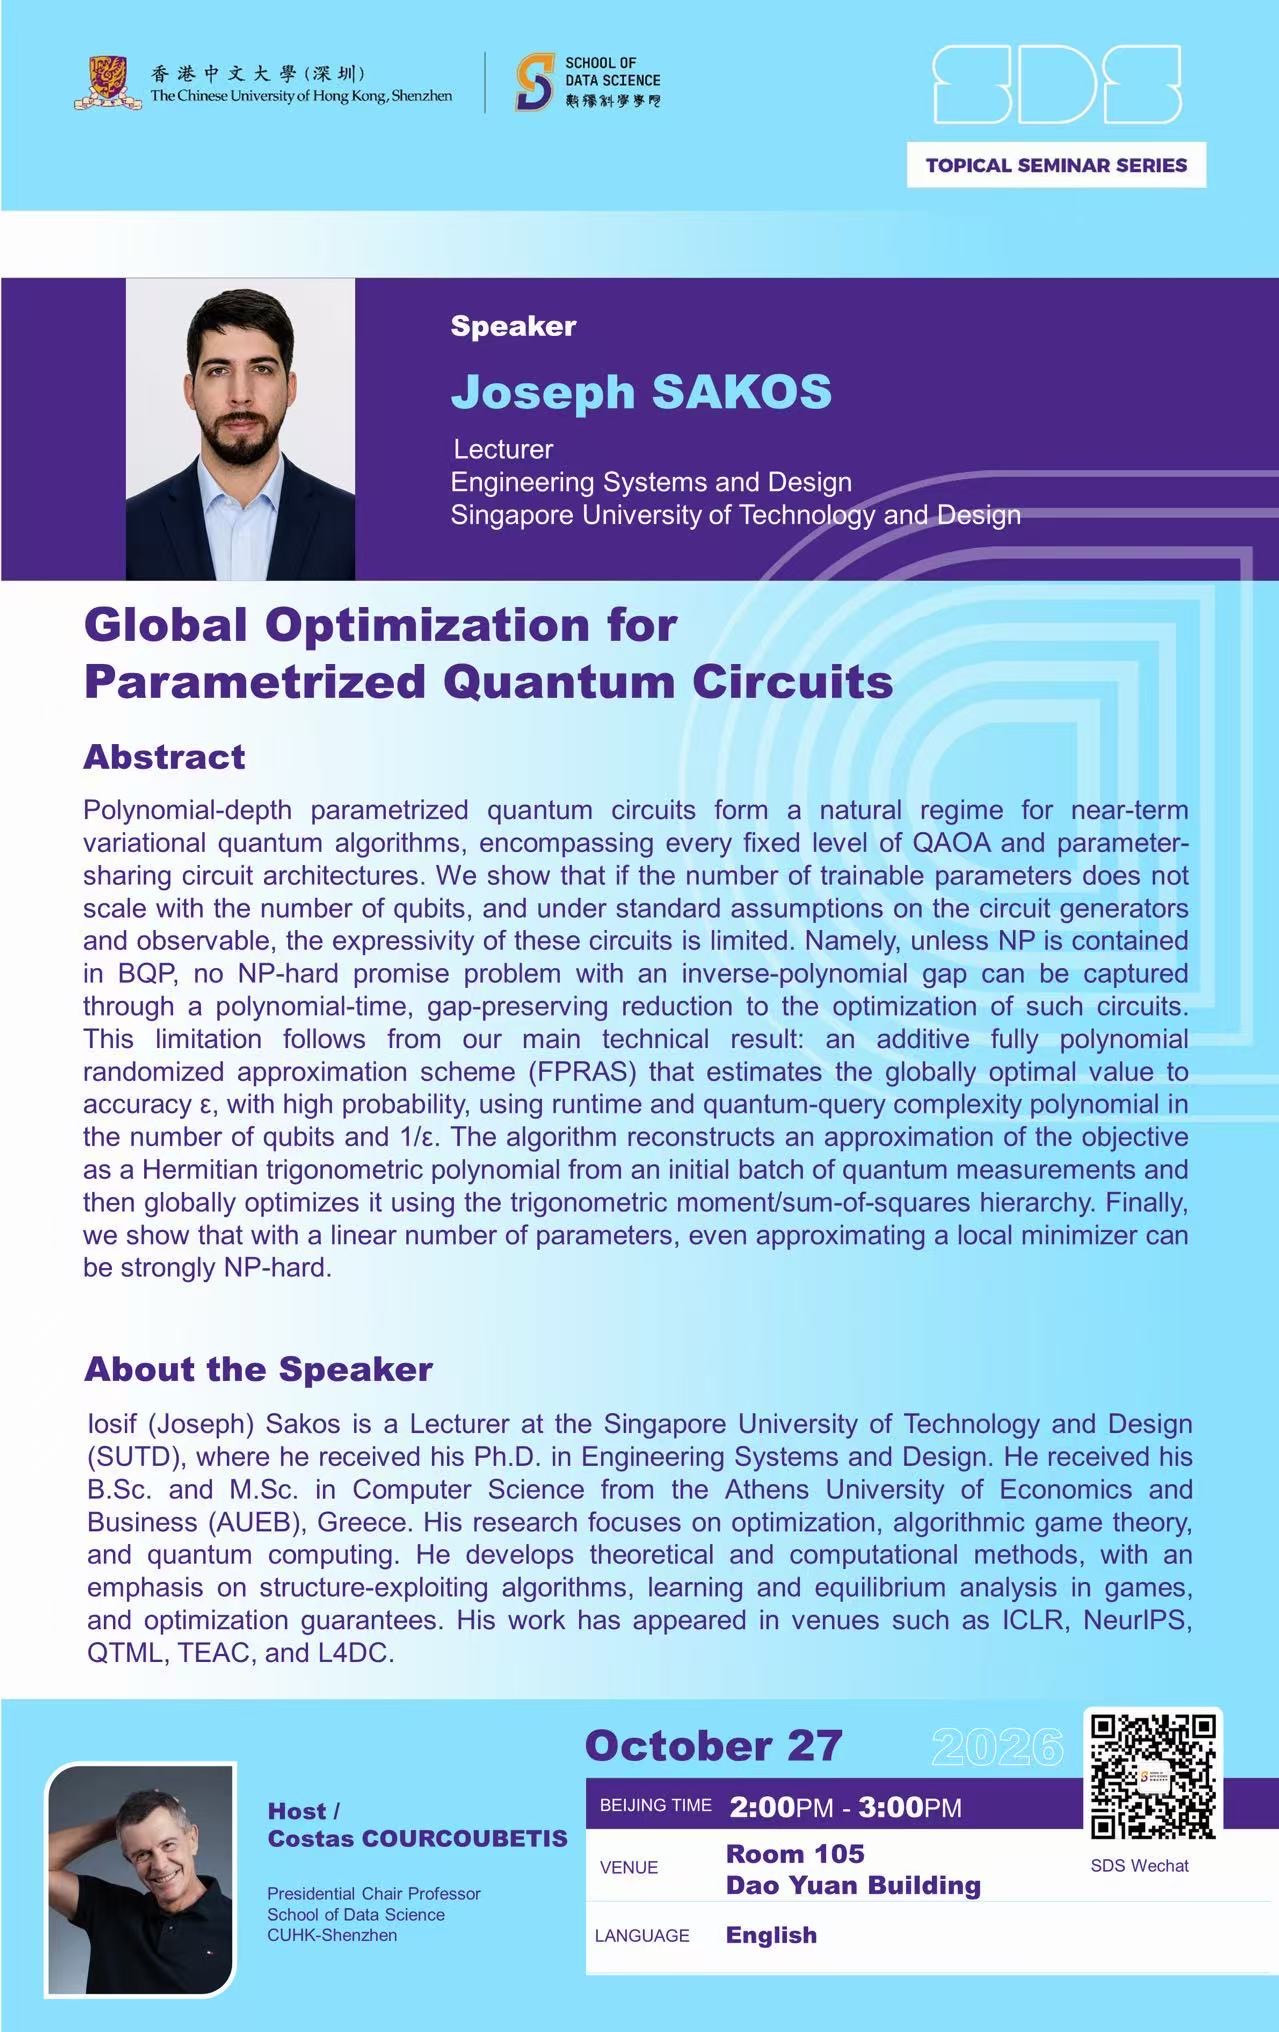 香港中文大學(深圳)
The Chinese University of Hong Kong, Shenzhen
SCHOOL OF
DATA SCIENCE
數據科學學院
SDS
TOPICAL SEMINAR SERIES
Speaker
Joseph SAKOS
Lecturer
Engineering Systems and Design
Singapore University of Technology and Design
Global Optimization for
Parametrized Quantum Circuits
Abstract
Polynomial-depth parametrized quantum circuits form a natural regime for near-term
variational quantum algorithms, encompassing every fixed level of QAOA and parameter-
sharing circuit architectures. We show that if the number of trainable parameters does not
scale with the number of qubits, and under standard assumptions on the circuit generators
and observable, the expressivity of these circuits is limited. Namely, unless NP is contained
in BQP, no NP-hard promise problem with an inverse-polynomial gap can be captured
through a polynomial-time, gap-preserving reduction to the optimization of such circuits.
This limitation follows from our main technical result: an additive fully polynomial
randomized approximation scheme (FPRAS) that estimates the globally optimal value to
accuracy ε, with high probability, using runtime and quantum-query complexity polynomial in
the number of qubits and 1/ε. The algorithm reconstructs an approximation of the objective
as a Hermitian trigonometric polynomial from an initial batch of quantum measurements and
then globally optimizes it using the trigonometric moment/sum-of-squares hierarchy. Finally,
we show that with a linear number of parameters, even approximating a local minimizer can
be strongly NP-hard.
About the Speaker
Iosif (Joseph) Sakos is a Lecturer at the Singapore University of Technology and Design
(SUTD), where he received his Ph.D. in Engineering Systems and Design. He received his
B.Sc. and M.Sc. in Computer Science from the Athens University of Economics and
Business (AUEB), Greece. His research focuses on optimization, algorithmic game theory,
and quantum computing. He develops theoretical and computational methods, with an
emphasis on structure-exploiting algorithms, learning and equilibrium analysis in games,
and optimization guarantees. His work has appeared in venues such as ICLR, NeurIPS,
QTML, TEAC, and L4DC.
Host /
Costas COURCOUBETIS
Presidential Chair Professor
School of Data Science
CUHK-Shenzhen
October 27 2026
BEIJING TIME 2:00PM - 3:00PM
VENUE Room 105
Dao Yuan Building
LANGUAGE English
SDS Wechat